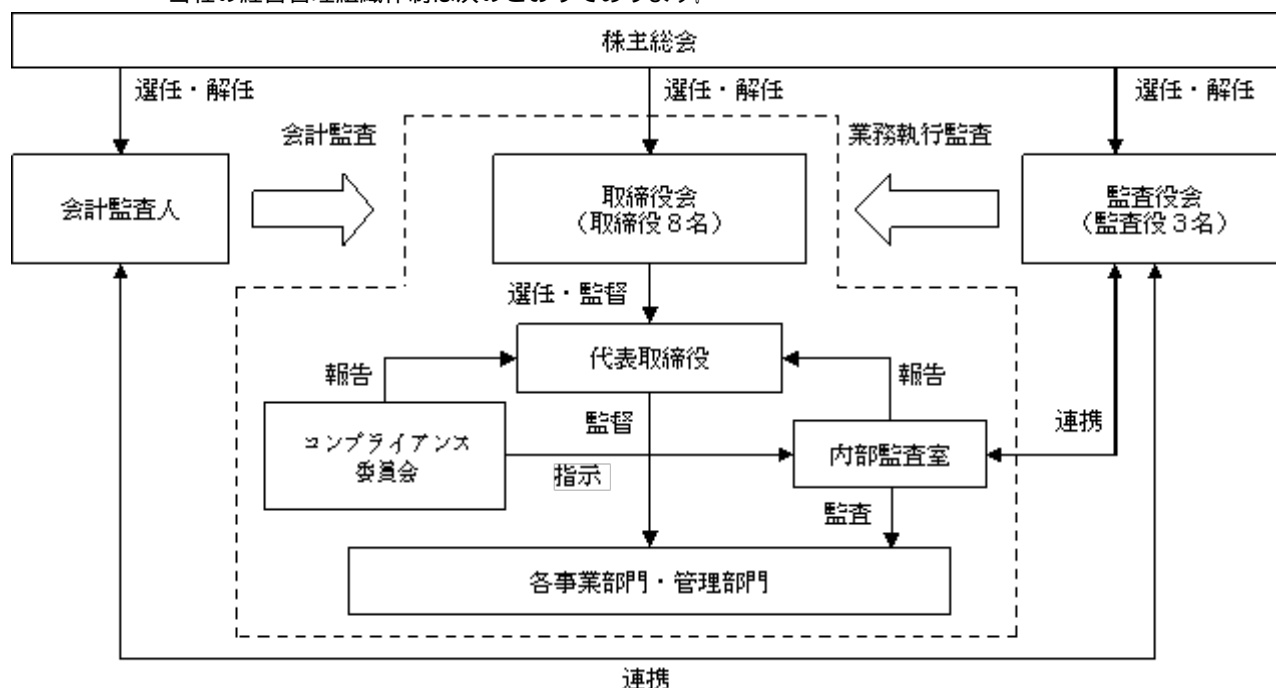 株主総会
選任・解任
選任・解任
選任・解任
会計監査
業務執行監査
会計監査人
取締役会
（取締役８名）
監査役会
（監査役３名）
選任・監督
代表取締役
報告
報告
監督
連携
コンプライアンス
委員会
内部監査室
指示
監査
各事業部門・管理部門
連携